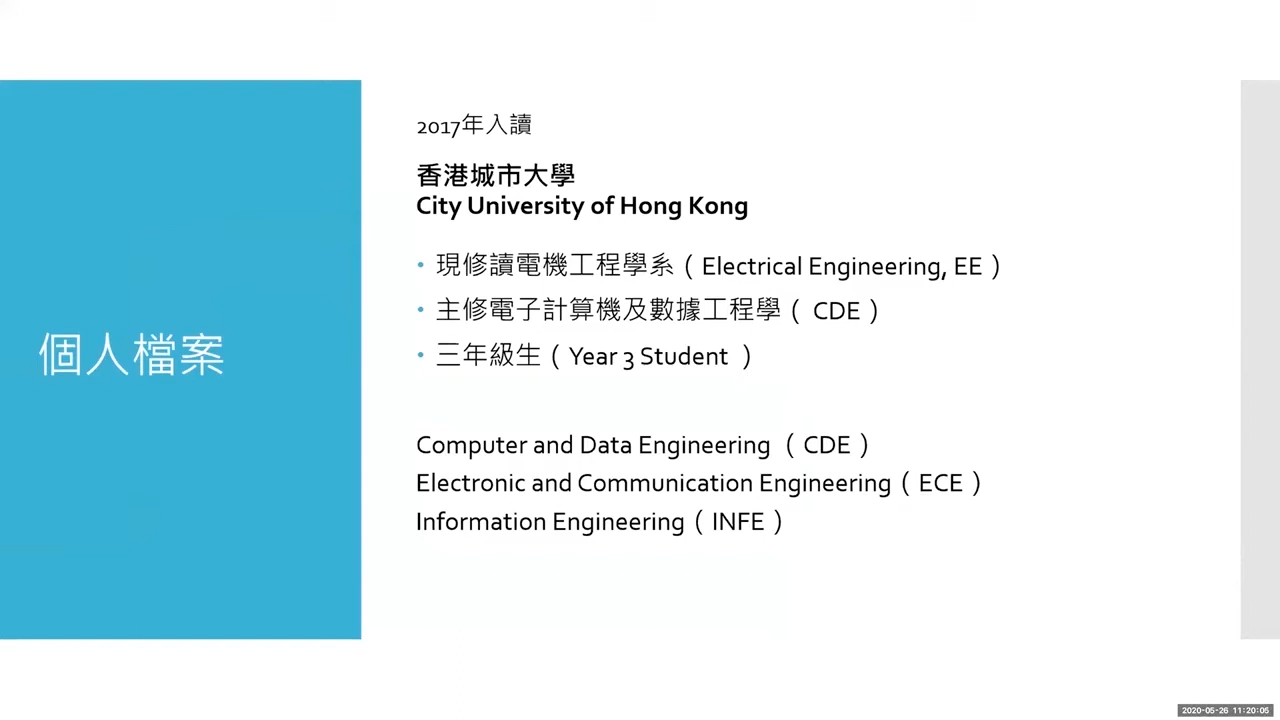 個人檔案
2017年入讀
香港城市大學
City University of Hong Kong
• 現修讀電機工程學系（Electrical Engineering, EE）
• 主修電子計算機及數據工程學（ CDE ）
• 三年級生（Year 3 Student ）
Computer and Data Engineering （ CDE ）
Electronic and Communication Engineering（ ECE ）
Information Engineering（ INFE ）
2020-05-26 11:20:05